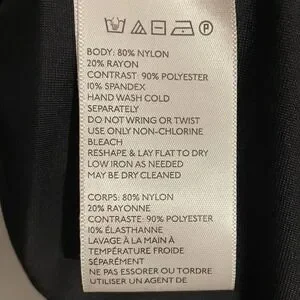 BODY: 80% NYLON
20% RAYON
CONTRAST: 90% POLYESTER
10% SPANDEX
HAND WASH COLD
SEPARATELY
DO NOT WRING OR TWIST
USE ONLY NON-CHLORINE
BLEACH
RESHAPE & LAY FLAT TO DRY
LOW IRON AS NEEDED
MAY BE DRY CLEANED
CORPS: 80% NYLON
20% RAYONNE
CONTRASTE: 90% POLYESTER
10% ÉLASTHANNE
LAVAGE À LA MAIN À
TEMPÉRATURE FROIDE
SÉPARÉMENT
NE PAS ESSORER OU TORDRE
UTILISER UN AGENT DE